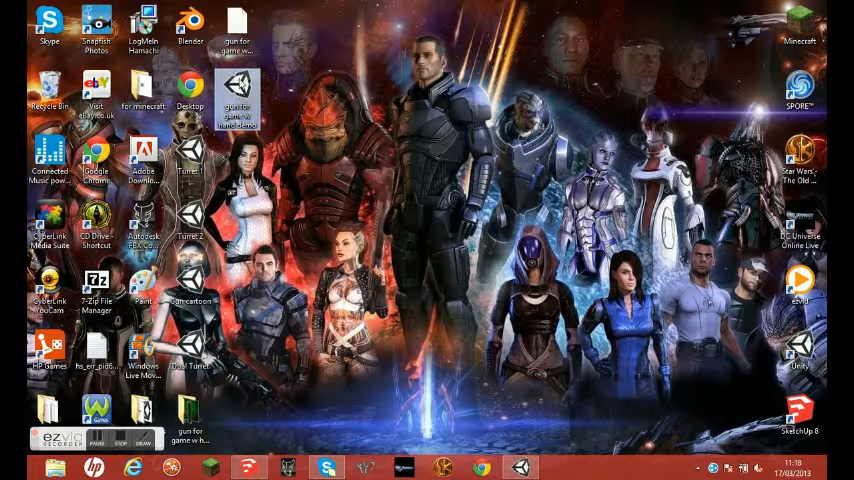 Skype
Snapfish
Photos
LogMeIn
Hamachi
Blender
gun for
game w...
Minecraft
Recycle Bin
Visit
eBay.co.uk
for minecraft
Desktop
gun for
game w
hand demo
SPORE™
Connected
Music pow...
Google
Chrome
Adobe
Downlo...
Turret 1
Star Wars -
The Old ...
CyberLink
Media Suite
CD Drive -
Shortcut
Autodesk
FBX Co...
Turret 2
DC Universe
Online Live
CyberLink
YouCam
7-Zip File
Manager
Paint
Gun cartoon
ezvid
HP Games
hs_err_pid6...
Windows
Live Mov...
Dual Turret
Unity
gun for
game w h...
SketchUp 8
ezvid
RECORDER
PAUSE
STOP
DRAW
11:18
17/03/2013